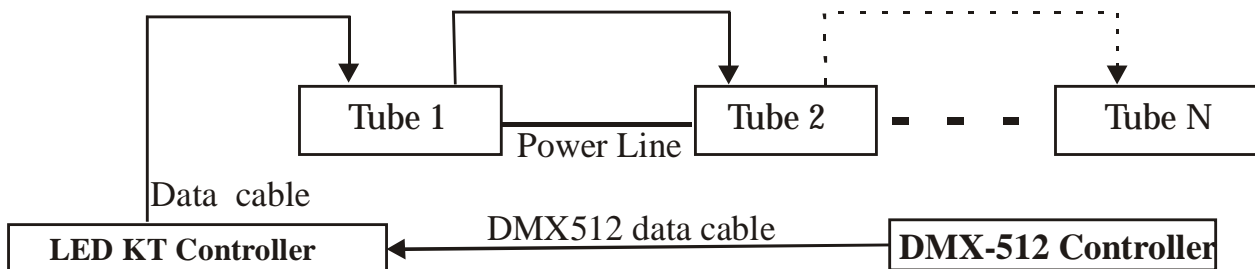 Tube 1
Tube 2
Tube N
Power Line
Data cable
DMX512 data cable
LED KT Controller
DMX-512 Controller